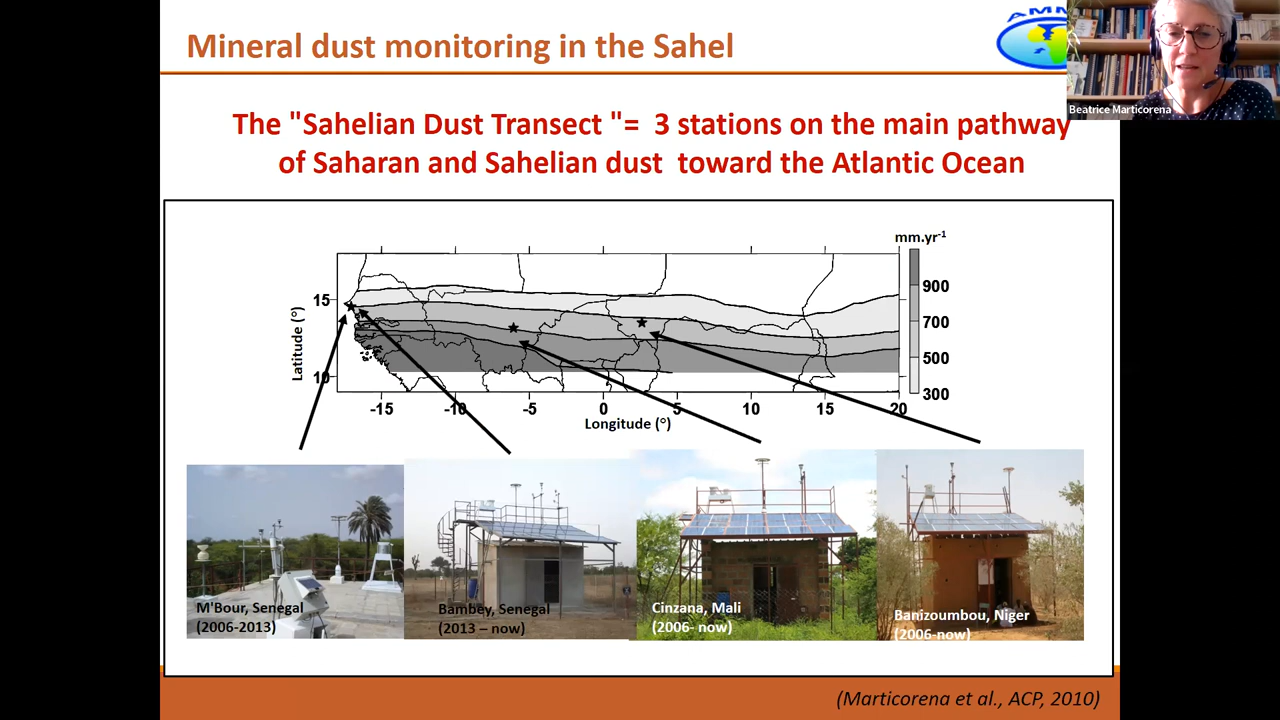 Mineral dust monitoring in the Sahel
AMM
Beatrice Marticorena
The "Sahelian Dust Transect "= 3 stations on the main pathway
of Saharan and Sahelian dust toward the Atlantic Ocean
mm.yr-1
900
700
500
300
15
10
Latitude (°)
-15 -10 -5 0 5 10 15 20
Longitude (°)
M'Bour, Senegal
(2006-2013)
Bambey, Senegal
(2013 – now)
Cinzana, Mali
(2006- now)
Banizoumbou, Niger
(2006-now)
(Marticorena et al., ACP, 2010)